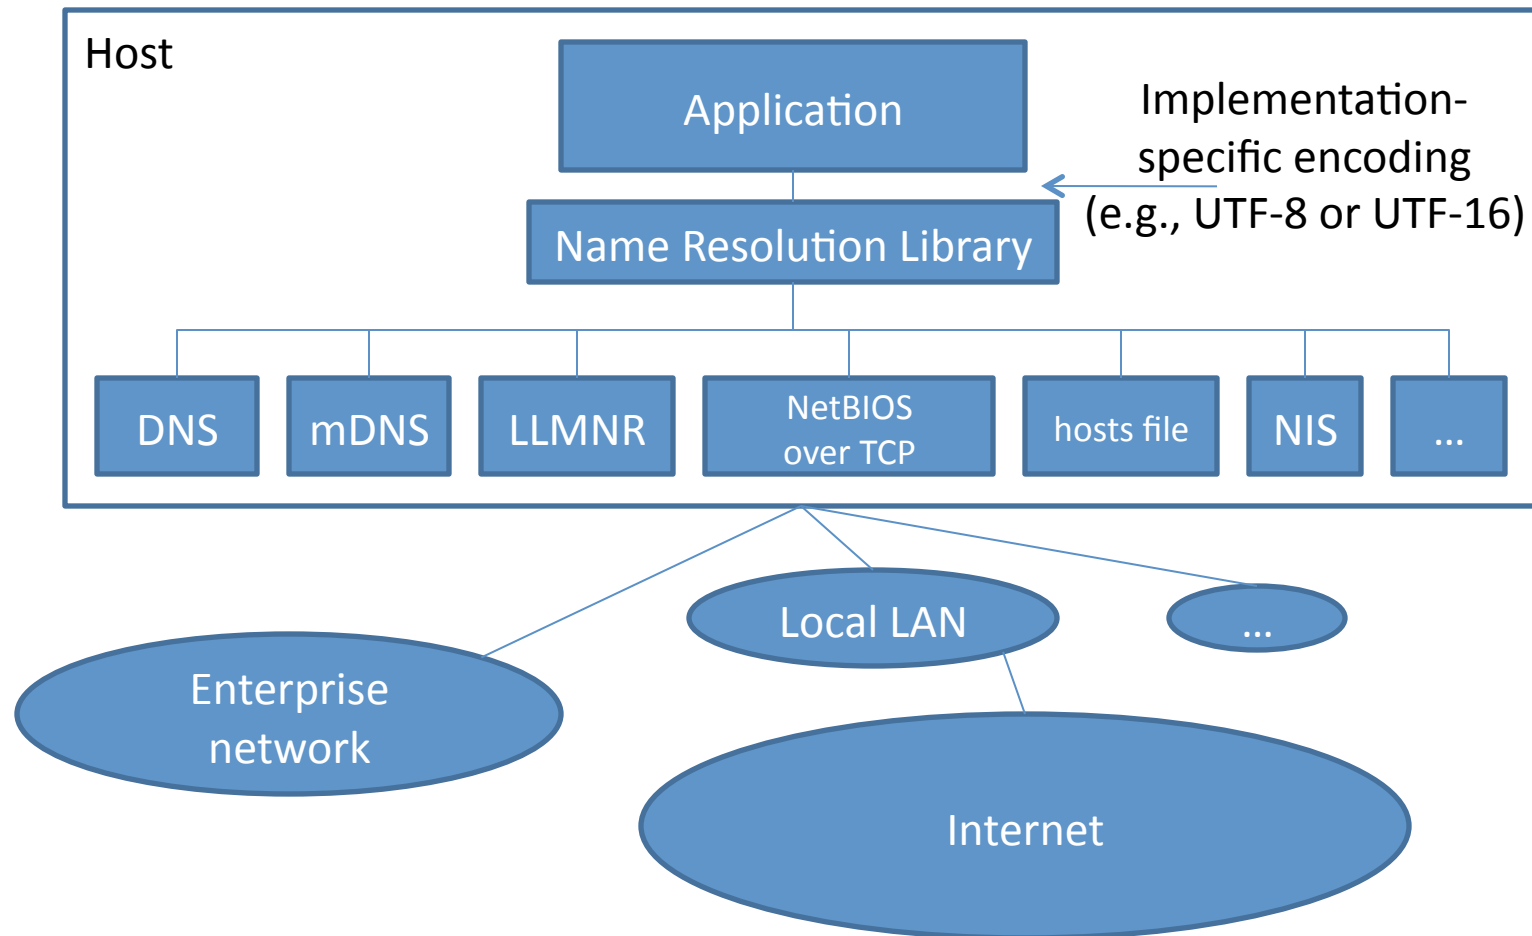 Host
Application
Implementation-
specific encoding
(e.g., UTF-8 or UTF-16)
Name Resolution Library
DNS
mDNS
LLMNR
NetBIOS
over TCP
hosts file
NIS
...
Local LAN
...
Enterprise
network
Internet